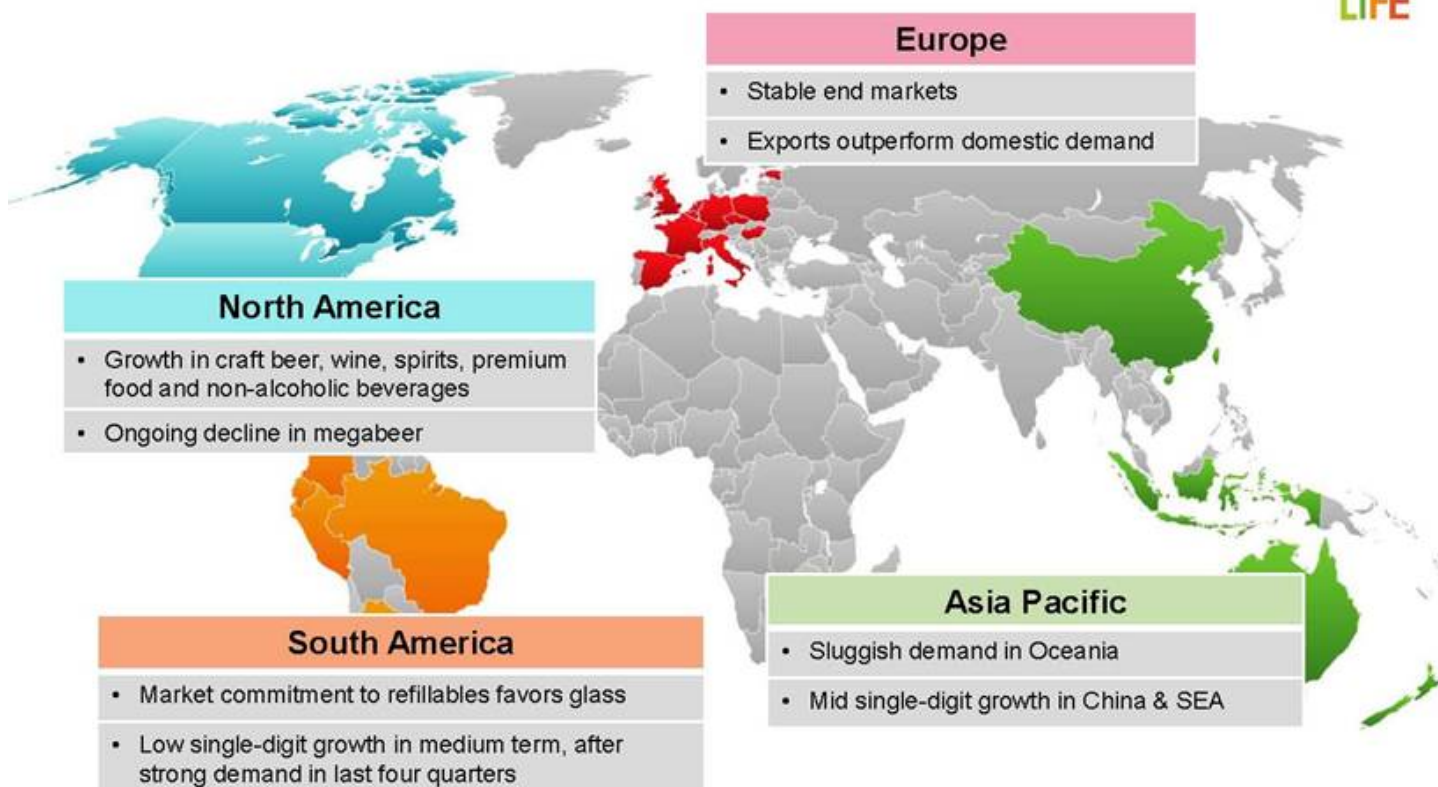 LIFE
Europe
• Stable end markets
• Exports outperform domestic demand
North America
• Growth in craft beer, wine, spirits, premium
food and non-alcoholic beverages
• Ongoing decline in megabeer
South America
• Market commitment to refillables favors glass
• Low single-digit growth in medium term, after
strong demand in last four quarters
Asia Pacific
• Sluggish demand in Oceania
• Mid single-digit growth in China & SEA